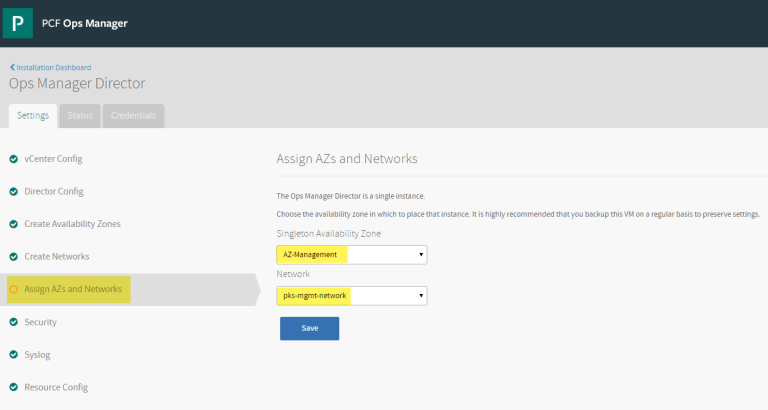 P PCF Ops Manager
Installation Dashboard
Ops Manager Director
Settings Status Credentials
vCenter Config
Director Config
Create Availability Zones
Create Networks
Assign AZs and Networks
Security
Syslog
Resource Config
Assign AZs and Networks
The Ops Manager Director is a single instance.
Choose the availability zone in which to place that instance. It is highly recommended that you backup this VM on a regular basis to preserve settings.
Singleton Availability Zone
AZ-Management
Network
pks-mgmt-network
Save